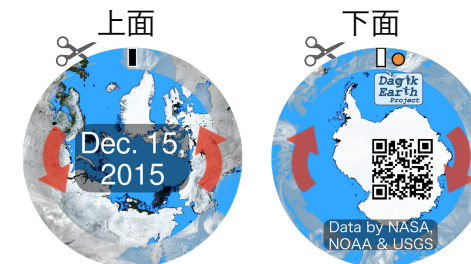 上面
下面
Dec. 15,
2015
Dagik
Earth
Project
Data by NASA,
NOAA & USGS